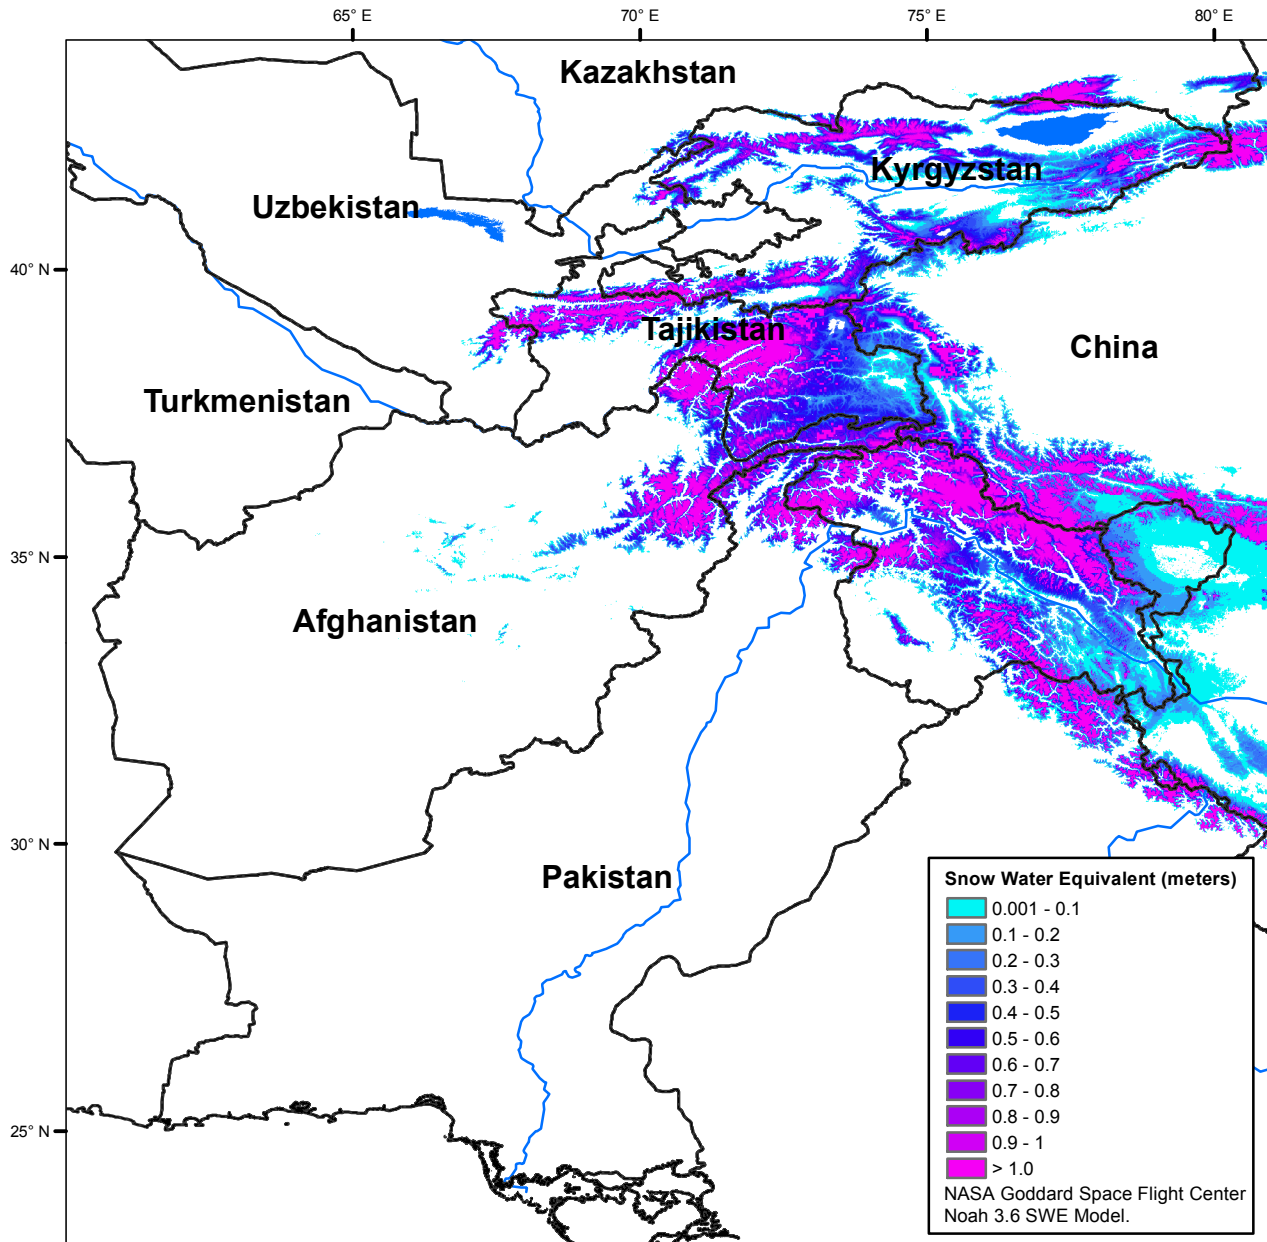 65° E
70° E
75° E
80° E
Kazakhstan
Kyrgyzstan
Uzbekistan
40° N
Tajikistan
China
Turkmenistan
35° N
Afghanistan
30° N
Pakistan
25° N
Snow Water Equivalent (meters)
0.001 - 0.1
0.1 - 0.2
0.2 - 0.3
0.3 - 0.4
0.4 - 0.5
0.5 - 0.6
0.6 - 0.7
0.7 - 0.8
0.8 - 0.9
0.9 - 1
> 1.0
NASA Goddard Space Flight Center
Noah 3.6 SWE Model.